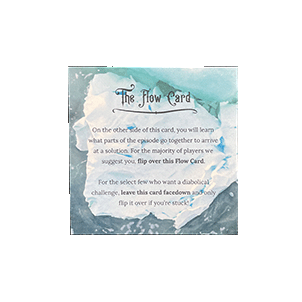 The Flow Card
On the other side of this card, you will learn
what parts of the episode go together to arrive
at a solution. For the majority of players we
suggest you, flip over this Flow Card.
For the select few who want a diabolical
challenge, leave this card facedown and only
flip it over if you're stuck!